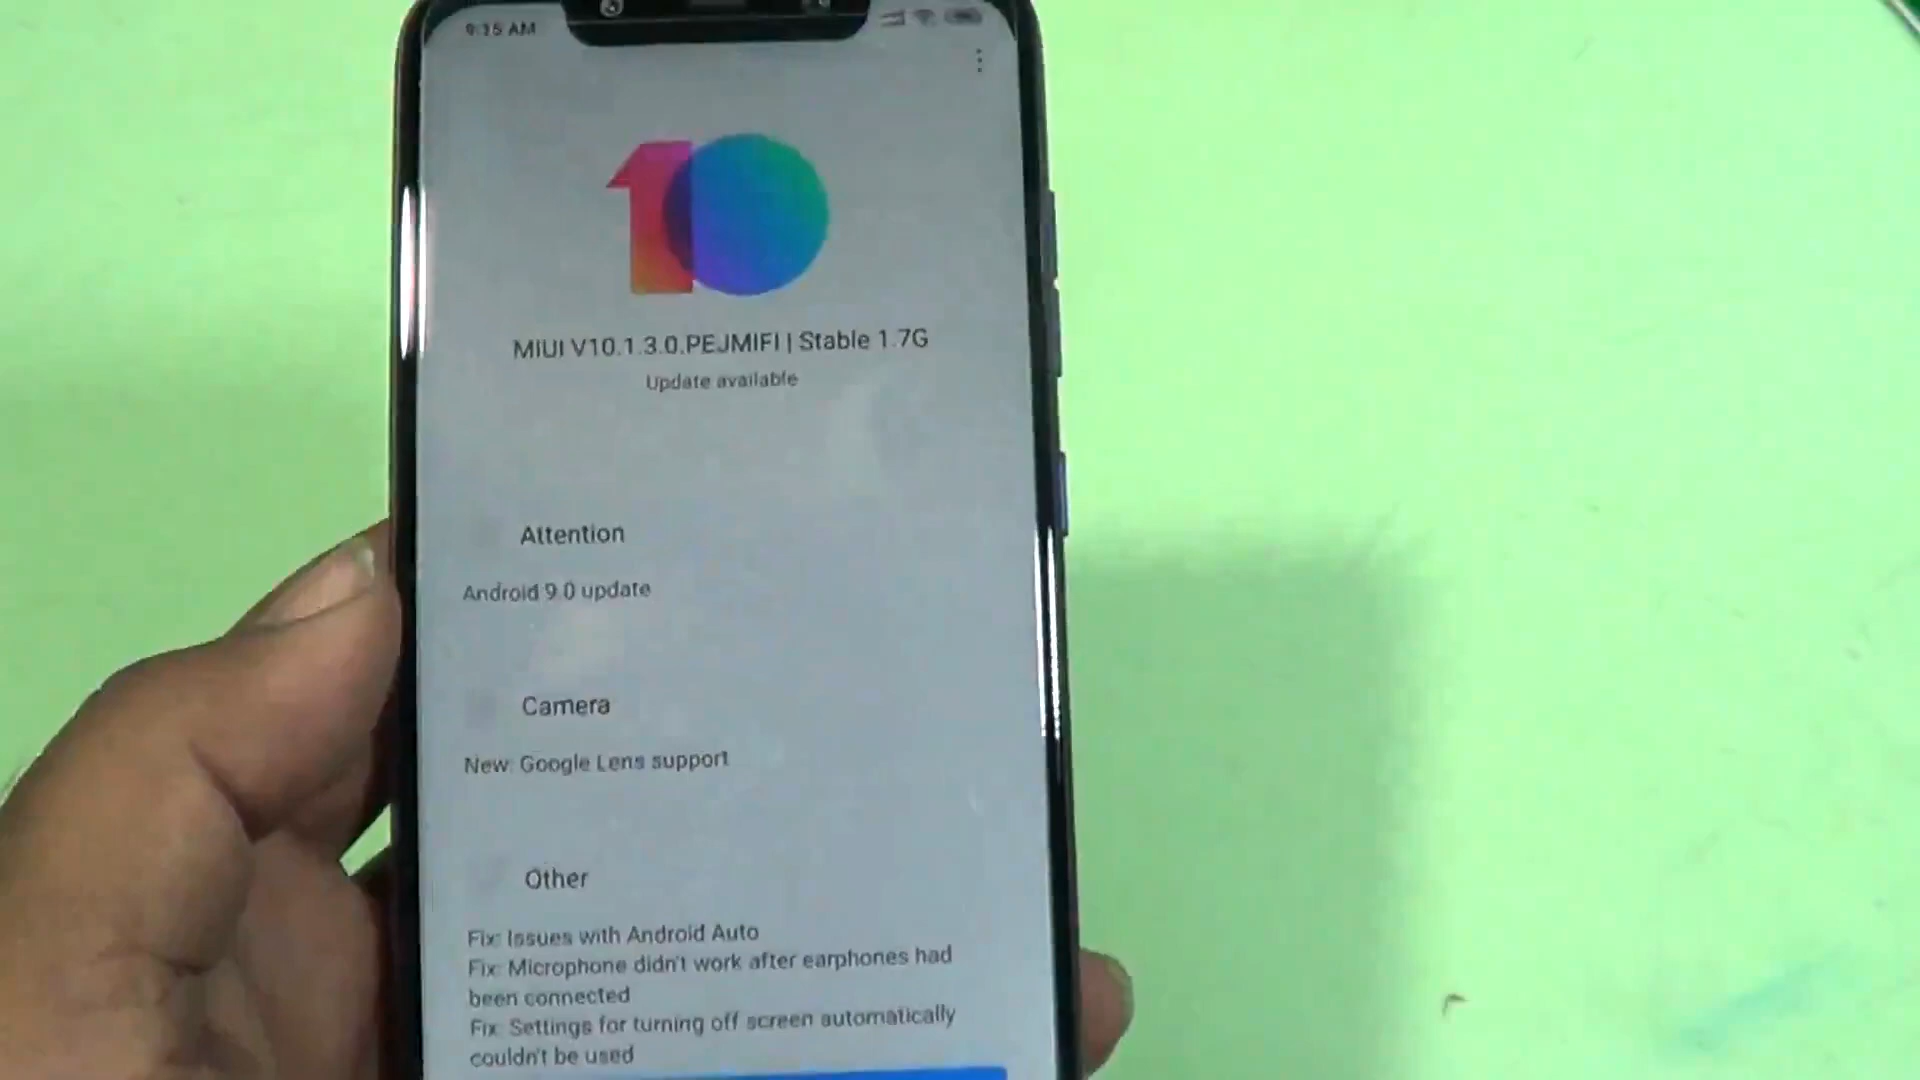 9:15 AM
10
MIUI V10.1.3.0.PEJMIFI | Stable 1.7G
Update available
Attention
Android 9.0 update
Camera
New: Google Lens support
Other
Fix: Issues with Android Auto
Fix: Microphone didn't work after earphones had
been connected
Fix: Settings for turning off screen automatically
couldn't be used